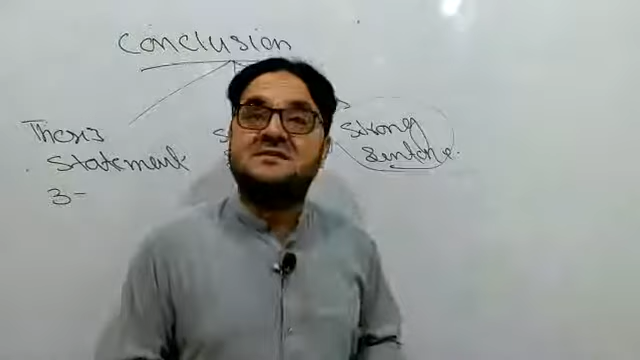 Conclusion
Thesis
Statement
3-
Strong
Sentence.